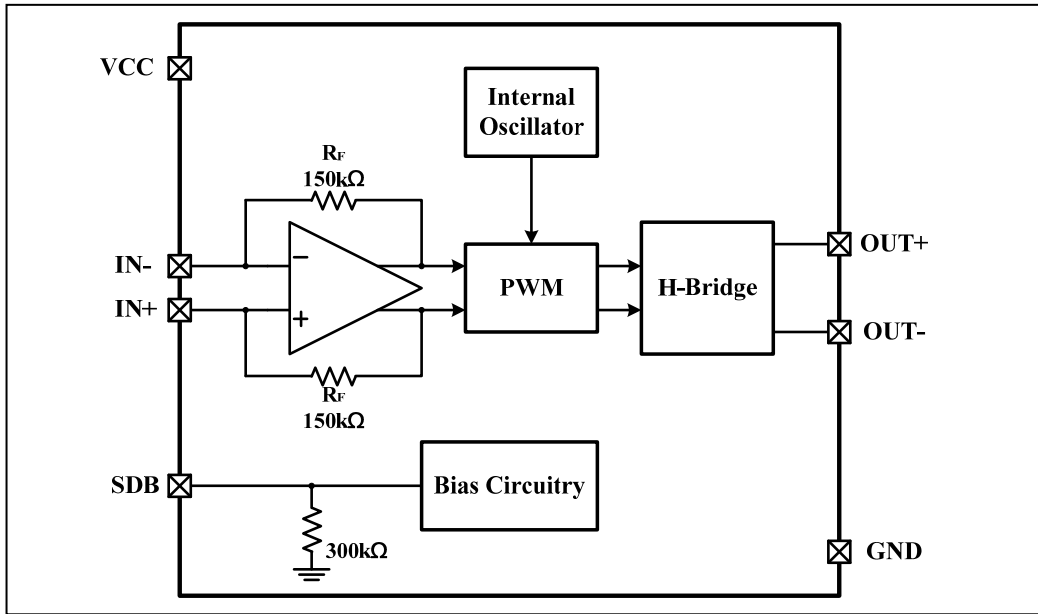 VCC
Internal
Oscillator
RF
150kΩ
IN-
IN+
−
+
PWM
H-Bridge
OUT+
OUT-
RF
150kΩ
SDB
Bias Circuitry
300kΩ
GND